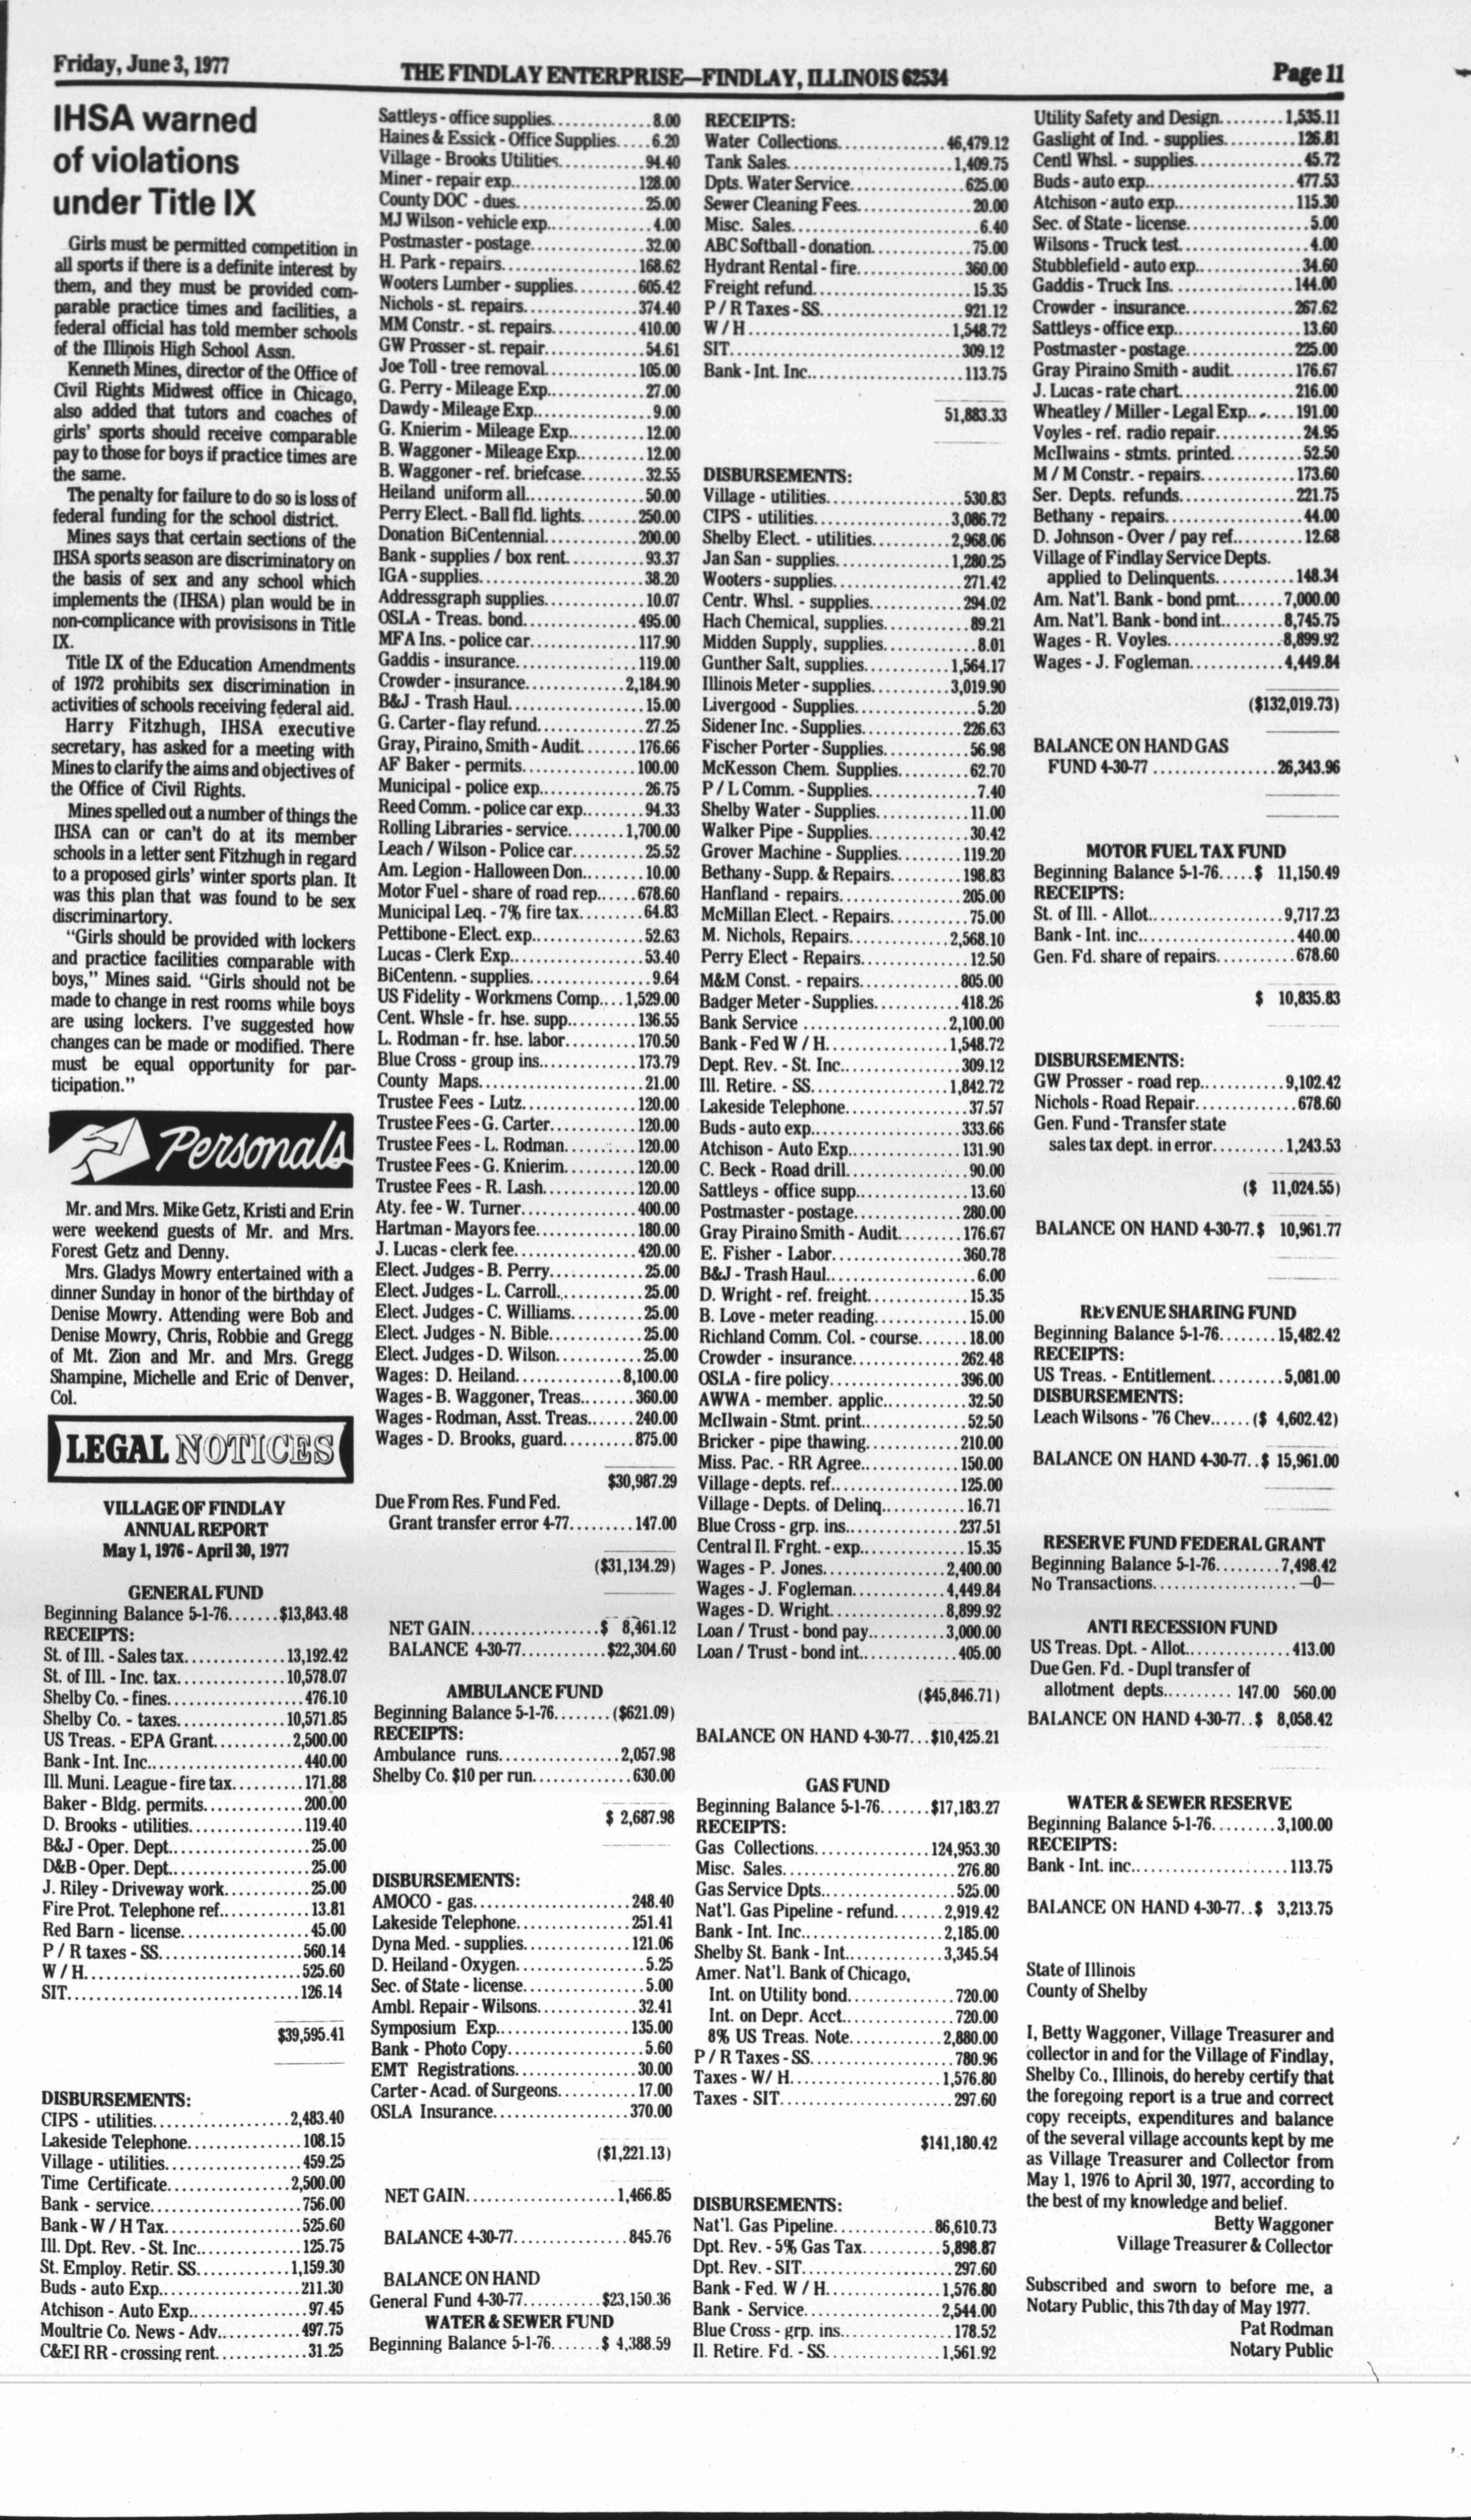 Friday, June 3, 1977
THE FINDLAY ENTERPRISE—FINDLAY, ILLINOIS 62534
Page 11
IHSA warned
of violations
under Title IX
Girls must be permitted competition in
all sports if there is a definite interest by
them, and they must be provided com-
parable practice times and facilities, a
federal official has told member schools
of the Illinois High School Assn.
Kenneth Mines, director of the Office of
Civil Rights Midwest office in Chicago,
also added that tutors and coaches of
girls' sports should receive comparable
pay to those for boys if practice times are
the same.
The penalty for failure to do so is loss of
federal funding for the school district.
Mines says that certain sections of the
IHSA sports season are discriminatory on
the basis of sex and any school which
implements the (IHSA) plan would be in
non-complicance with provisisons in Title
IX.
Title IX of the Education Amendments
of 1972 prohibits sex discrimination in
activities of schools receiving federal aid.
Harry Fitzhugh, IHSA executive
secretary, has asked for a meeting with
Mines to clarify the aims and objectives of
the Office of Civil Rights.
Mines spelled out a number of things the
IHSA can or can't do at its member
schools in a letter sent Fitzhugh in regard
to a proposed girls' winter sports plan. It
was this plan that was found to be sex
discriminartory.
"Girls should be provided with lockers
and practice facilities comparable with
boys," Mines said. "Girls should not be
made to change in rest rooms while boys
are using lockers. I've suggested how
changes can be made or modified. There
must be equal opportunity for par-
ticipation."
Personals
Mr. and Mrs. Mike Getz, Kristi and Erin
were weekend guests of Mr. and Mrs.
Forest Getz and Denny.
Mrs. Gladys Mowry entertained with a
dinner Sunday in honor of the birthday of
Denise Mowry. Attending were Bob and
Denise Mowry, Chris, Robbie and Gregg
of Mt. Zion and Mr. and Mrs. Gregg
Shampine, Michelle and Eric of Denver,
Col.
LEGAL NOTICES
VILLAGE OF FINDLAY
ANNUAL REPORT
May 1, 1976 - April 30, 1977
GENERAL FUND
Beginning Balance 5-1-76.......$13,843.48
RECEIPTS:
St. of Ill. - Sales tax.............13,192.42
St. of Ill. - Inc. tax...............10,578.07
Shelby Co. - fines...................476.10
Shelby Co. - taxes...............10,571.85
US Treas. - EPA Grant...........2,500.00
Bank - Int. Inc......................440.00
Ill. Muni. League - fire tax..........171.88
Baker - Bldg. permits..............200.00
D. Brooks - utilities................119.40
B&J - Oper. Dept....................25.00
D&B - Oper. Dept....................25.00
J. Riley - Driveway work............25.00
Fire Prot. Telephone ref............13.81
Red Barn - license..................45.00
P / R taxes - SS....................560.14
W / H..............................525.60
SIT................................126.14
$39,595.41
DISBURSEMENTS:
CIPS - utilities...................2,483.40
Lakeside Telephone................108.15
Village - utilities...................459.25
Time Certificate.................2,500.00
Bank - service.....................756.00
Bank - W / H Tax...................525.60
Ill. Dpt. Rev. - St. Inc..............125.75
St. Employ. Retir. SS.............1,159.30
Buds - auto Exp....................211.30
Atchison - Auto Exp.................97.45
Moultrie Co. News - Adv............497.75
C&EI RR - crossing rent.............31.25
Sattleys - office supplies..............8.00
Haines & Essick - Office Supplies.....6.20
Village - Brooks Utilities............94.40
Miner - repair exp..................128.00
County DOC - dues..................25.00
MJ Wilson - vehicle exp...............4.00
Postmaster - postage................32.00
H. Park - repairs...................168.62
Wooters Lumber - supplies.........605.42
Nichols - st. repairs................374.40
MM Constr. - st. repairs............410.00
GW Prosser - st. repair..............54.61
Joe Toll - tree removal.............105.00
G. Perry - Mileage Exp..............27.00
Dawdy - Mileage Exp.................9.00
G. Knierim - Mileage Exp...........12.00
B. Waggoner - Mileage Exp..........12.00
B. Waggoner - ref. briefcase.........32.55
Heiland uniform all.................50.00
Perry Elect. - Ball fld. lights........250.00
Donation BiCentennial.............200.00
Bank - supplies / box rent...........93.37
IGA - supplies.......................38.20
Addressgraph supplies..............10.07
OSLA - Treas. bond.................495.00
MFA Ins. - police car...............117.90
Gaddis - insurance.................119.00
Crowder - insurance..............2,184.90
B&J - Trash Haul...................15.00
G. Carter - flay refund...............27.25
Gray, Piraino, Smith - Audit........176.66
AF Baker - permits.................100.00
Municipal - police exp...............26.75
Reed Comm. - police car exp.........94.33
Rolling Libraries - service........1,700.00
Leach / Wilson - Police car..........25.52
Am. Legion - Halloween Don.........10.00
Motor Fuel - share of road rep......678.60
Municipal Leq. - 7% fire tax.........64.83
Pettibone - Elect. exp................52.63
Lucas - Clerk Exp...................53.40
BiCentenn. - supplies.................9.64
US Fidelity - Workmens Comp....1,529.00
Cent. Whsle - fr. hse. supp..........136.55
L. Rodman - fr. hse. labor..........170.50
Blue Cross - group ins..............173.79
County Maps.......................21.00
Trustee Fees - Lutz................120.00
Trustee Fees - G. Carter............120.00
Trustee Fees - L. Rodman..........120.00
Trustee Fees - G. Knierim..........120.00
Trustee Fees - R. Lash.............120.00
Aty. fee - W. Turner................400.00
Hartman - Mayors fee..............180.00
J. Lucas - clerk fee.................420.00
Elect. Judges - B. Perry.............25.00
Elect. Judges - L. Carroll............25.00
Elect. Judges - C. Williams..........25.00
Elect. Judges - N. Bible.............25.00
Elect. Judges - D. Wilson............25.00
Wages: D. Heiland...............8,100.00
Wages - B. Waggoner, Treas.......360.00
Wages - Rodman, Asst. Treas......240.00
Wages - D. Brooks, guard..........875.00
$30,987.29
Due From Res. Fund Fed.
Grant transfer error 4-77.........147.00
($31,134.29)
NET GAIN..................$ 8,461.12
BALANCE 4-30-77............$22,304.60
AMBULANCE FUND
Beginning Balance 5-1-76........($621.09)
RECEIPTS:
Ambulance runs.................2,057.98
Shelby Co. $10 per run..............630.00
$ 2,687.98
DISBURSEMENTS:
AMOCO - gas......................248.40
Lakeside Telephone................251.41
Dyna Med. - supplies...............121.06
D. Heiland - Oxygen..................5.25
Sec. of State - license.................5.00
Ambl. Repair - Wilsons..............32.41
Symposium Exp...................135.00
Bank - Photo Copy...................5.60
EMT Registrations..................30.00
Carter - Acad. of Surgeons...........17.00
OSLA Insurance...................370.00
($1,221.13)
NET GAIN.....................1,466.85
BALANCE 4-30-77................845.76
BALANCE ON HAND
General Fund 4-30-77...........$23,150.36
WATER & SEWER FUND
Beginning Balance 5-1-76.......$ 4,388.59
RECEIPTS:
Water Collections...............46,479.12
Tank Sales.......................1,409.75
Dpts. Water Service................625.00
Sewer Cleaning Fees................20.00
Misc. Sales...........................6.40
ABC Softball - donation..............75.00
Hydrant Rental - fire...............360.00
Freight refund......................15.35
P / R Taxes - SS....................921.12
W / H............................1,548.72
SIT................................309.12
Bank - Int. Inc......................113.75
51,883.33
DISBURSEMENTS:
Village - utilities...................530.83
CIPS - utilities...................3,086.72
Shelby Elect. - utilities...........2,968.06
Jan San - supplies................1,280.25
Wooters - supplies..................271.42
Centr. Whsl. - supplies.............294.02
Hach Chemical, supplies............89.21
Midden Supply, supplies.............8.01
Gunther Salt, supplies............1,564.17
Illinois Meter - supplies...........3,019.90
Livergood - Supplies.................5.20
Sidener Inc. - Supplies..............226.63
Fischer Porter - Supplies............56.98
McKesson Chem. Supplies..........62.70
P / L Comm. - Supplies...............7.40
Shelby Water - Supplies.............11.00
Walker Pipe - Supplies..............30.42
Grover Machine - Supplies.........119.20
Bethany - Supp. & Repairs..........198.83
Hanfland - repairs.................205.00
McMillan Elect. - Repairs...........75.00
M. Nichols, Repairs..............2,568.10
Perry Elect - Repairs...............12.50
M&M Const. - repairs..............805.00
Badger Meter - Supplies............418.26
Bank Service ....................2,100.00
Bank - Fed W / H.................1,548.72
Dept. Rev. - St. Inc.................309.12
Ill. Retire. - SS...................1,842.72
Lakeside Telephone.................37.57
Buds - auto exp.....................333.66
Atchison - Auto Exp................131.90
C. Beck - Road drill.................90.00
Sattleys - office supp................13.60
Postmaster - postage...............280.00
Gray Piraino Smith - Audit.........176.67
E. Fisher - Labor..................360.78
B&J - Trash Haul....................6.00
D. Wright - ref. freight..............15.35
B. Love - meter reading.............15.00
Richland Comm. Col. - course.......18.00
Crowder - insurance...............262.48
OSLA - fire policy..................396.00
AWWA - member. applic............32.50
McIlwain - Stmt. print..............52.50
Bricker - pipe thawing.............210.00
Miss. Pac. - RR Agree..............150.00
Village - depts. ref.................125.00
Village - Depts. of Delinq...........16.71
Blue Cross - grp. ins................237.51
Central Il. Frght. - exp..............15.35
Wages - P. Jones.................2,400.00
Wages - J. Fogleman.............4,449.84
Wages - D. Wright................8,899.92
Loan / Trust - bond pay..........3,000.00
Loan / Trust - bond int.............405.00
($45,846.71)
BALANCE ON HAND 4-30-77...$10,425.21
GAS FUND
Beginning Balance 5-1-76.......$17,183.27
RECEIPTS:
Gas Collections................124,953.30
Misc. Sales........................276.80
Gas Service Dpts...................525.00
Nat'l. Gas Pipeline - refund.......2,919.42
Bank - Int. Inc....................2,185.00
Shelby St. Bank - Int.............3,345.54
Amer. Nat'l. Bank of Chicago,
Int. on Utility bond...............720.00
Int. on Depr. Acct................720.00
8% US Treas. Note.............2,880.00
P / R Taxes - SS....................780.96
Taxes - W / H.....................1,576.80
Taxes - SIT........................297.60
$141,180.42
DISBURSEMENTS:
Nat'l. Gas Pipeline..............86,610.73
Dpt. Rev. - 5% Gas Tax...........5,898.87
Dpt. Rev. - SIT.....................297.60
Bank - Fed. W / H................1,576.80
Bank - Service...................2,544.00
Blue Cross - grp. ins................178.52
Il. Retire. Fd. - SS................1,561.92
Utility Safety and Design.........1,535.11
Gaslight of Ind. - supplies..........126.81
Centl Whsl. - supplies...............45.72
Buds - auto exp.....................477.53
Atchison - auto exp.................115.30
Sec. of State - license.................5.00
Wilsons - Truck test..................4.00
Stubblefield - auto exp...............34.60
Gaddis - Truck Ins.................144.00
Crowder - insurance...............267.62
Sattleys - office exp..................13.60
Postmaster - postage...............225.00
Gray Piraino Smith - audit.........176.67
J. Lucas - rate chart................216.00
Wheatley / Miller - Legal Exp......191.00
Voyles - ref. radio repair............24.95
McIlwains - stmts. printed..........52.50
M / M Constr. - repairs............173.60
Ser. Depts. refunds................221.75
Bethany - repairs...................44.00
D. Johnson - Over / pay ref..........12.68
Village of Findlay Service Depts.
applied to Delinquents...........148.34
Am. Nat'l. Bank - bond pmt.......7,000.00
Am. Nat'l. Bank - bond int........8,745.75
Wages - R. Voyles................8,899.92
Wages - J. Fogleman.............4,449.84
($132,019.73)
BALANCE ON HAND GAS
FUND 4-30-77 .................26,343.96
MOTOR FUEL TAX FUND
Beginning Balance 5-1-76.....$ 11,150.49
RECEIPTS:
St. of Ill. - Allot...................9,717.23
Bank - Int. inc......................440.00
Gen. Fd. share of repairs...........678.60
$ 10,835.83
DISBURSEMENTS:
GW Prosser - road rep............9,102.42
Nichols - Road Repair..............678.60
Gen. Fund - Transfer state
sales tax dept. in error..........1,243.53
($ 11,024.55)
BALANCE ON HAND 4-30-77.$ 10,961.77
REVENUE SHARING FUND
Beginning Balance 5-1-76........15,482.42
RECEIPTS:
US Treas. - Entitlement..........5,081.00
DISBURSEMENTS:
Leach Wilsons - '76 Chev......($ 4,602.42)
BALANCE ON HAND 4-30-77..$ 15,961.00
RESERVE FUND FEDERAL GRANT
Beginning Balance 5-1-76.........7,498.42
No Transactions....................—0—
ANTI RECESSION FUND
US Treas. Dpt. - Allot...............413.00
Due Gen. Fd. - Dupl transfer of
allotment depts.......... 147.00 560.00
BALANCE ON HAND 4-30-77..$ 8,058.42
WATER & SEWER RESERVE
Beginning Balance 5-1-76.........3,100.00
RECEIPTS:
Bank - Int. inc......................113.75
BALANCE ON HAND 4-30-77..$ 3,213.75
State of Illinois
County of Shelby
I, Betty Waggoner, Village Treasurer and
collector in and for the Village of Findlay,
Shelby Co., Illinois, do hereby certify that
the foregoing report is a true and correct
copy receipts, expenditures and balance
of the several village accounts kept by me
as Village Treasurer and Collector from
May 1, 1976 to April 30, 1977, according to
the best of my knowledge and belief.
Betty Waggoner
Village Treasurer & Collector
Subscribed and sworn to before me, a
Notary Public, this 7th day of May 1977.
Pat Rodman
Notary Public